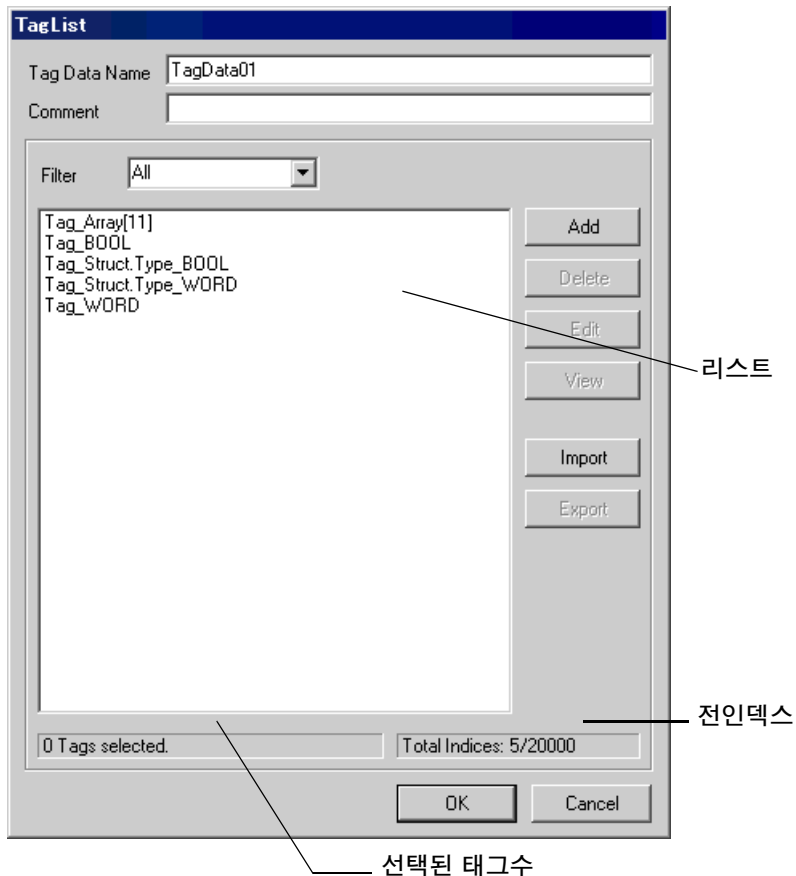 TagList
Tag Data Name TagData01
Comment
Filter All
Tag_Array[11]
Tag_BOOL
Tag_Struct.Type_BOOL
Tag_Struct.Type_WORD
Tag_WORD
Add
Delete
Edit
View
Import
Export
리스트
전인덱스
0 Tags selected.
Total Indices: 5/20000
OK
Cancel
선택된 태그수